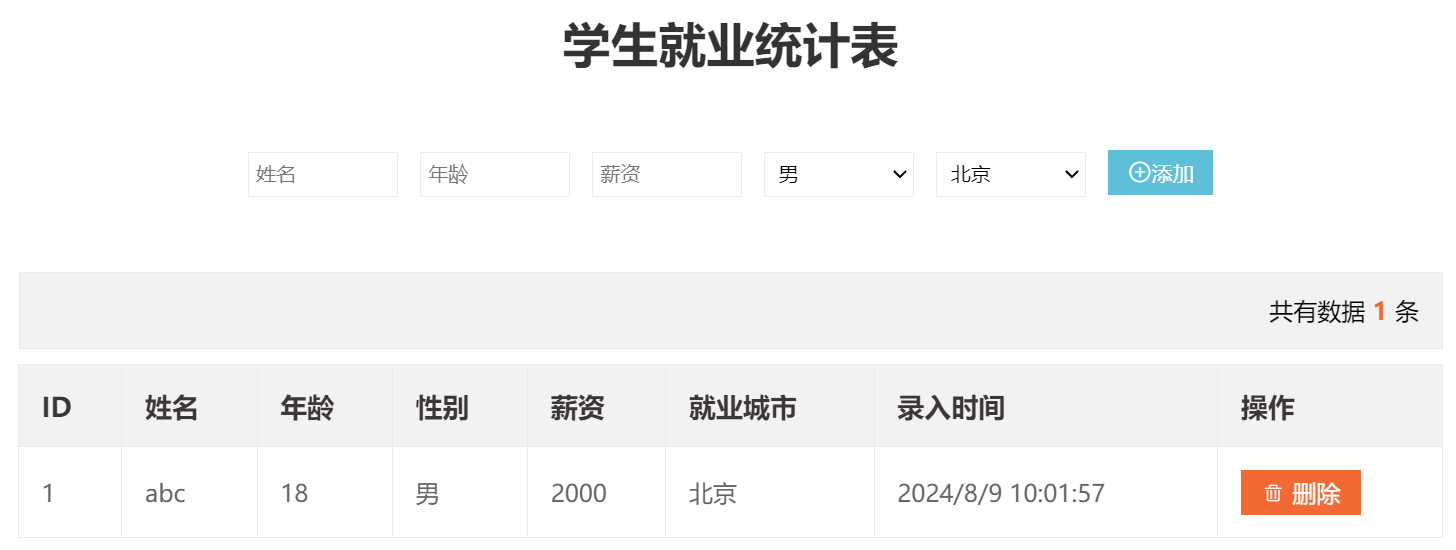 学生就业统计表
姓名 年龄 薪资 男 北京 添加
共有数据 1 条
ID 姓名 年龄 性别 薪资 就业城市 录入时间 操作
1 abc 18 男 2000 北京 2024/8/9 10:01:57 删除